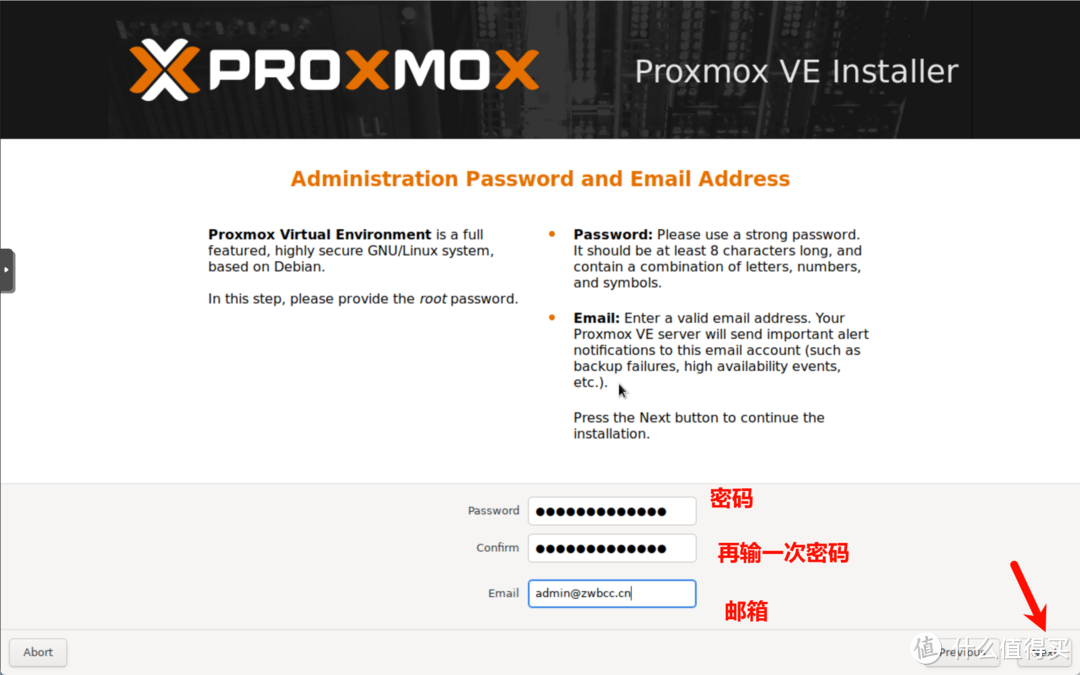 PROXMOX
Proxmox VE Installer
Administration Password and Email Address
Proxmox Virtual Environment is a full
featured, highly secure GNU/Linux system,
based on Debian.
In this step, please provide the root password.
Password: Please use a strong password.
It should be at least 8 characters long, and
contain a combination of letters, numbers,
and symbols.
Email: Enter a valid email address. Your
Proxmox VE server will send important alert
notifications to this email account (such as
backup failures, high availability events,
etc.).
Press the Next button to continue the
installation.
Password ●●●●●●●●●●●●● 密码
Confirm ●●●●●●●●●●●●● 再输一次密码
Email admin@zwbcc.cn 邮箱
Abort Previous Next
值 什么值得买